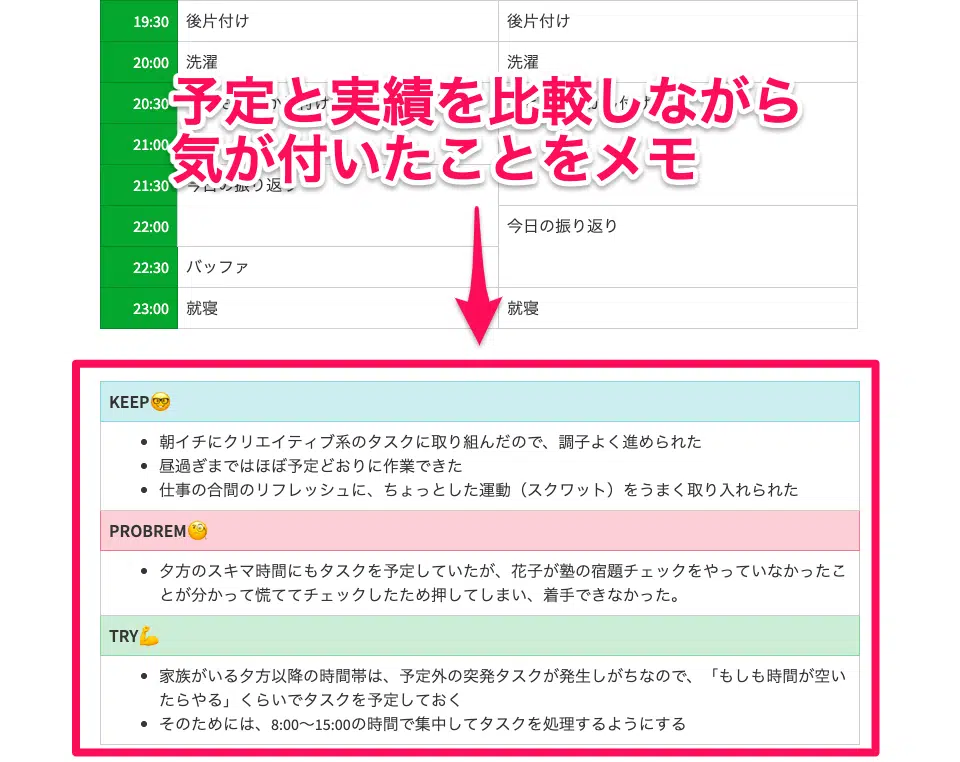 19:30 後片付け 後片付け
20:00 洗濯 洗濯
20:30
予定と実績を比較しながら
21:00
気が付いたことをメモ
21:30 今日の振り返り
22:00 今日の振り返り
22:30 バッファ
23:00 就寝 就寝
KEEP🤓
• 朝イチにクリエイティブ系のタスクに取り組んだので、調子よく進められた
• 昼過ぎまではほぼ予定どおりに作業できた
• 仕事の合間のリフレッシュに、ちょっとした運動（スクワット）をうまく取り入れられた
PROBREM🧐
• 夕方のスキマ時間にもタスクを予定していたが、花子が塾の宿題チェックをやっていなかったこ
とが分かって慌ててチェックしたため押してしまい、着手できなかった。
TRY💪
• 家族がいる夕方以降の時間帯は、予定外の突発タスクが発生しがちなので、「もしも時間が空い
たらやる」くらいでタスクを予定しておく
• そのためには、8:00〜15:00の時間で集中してタスクを処理するようにする